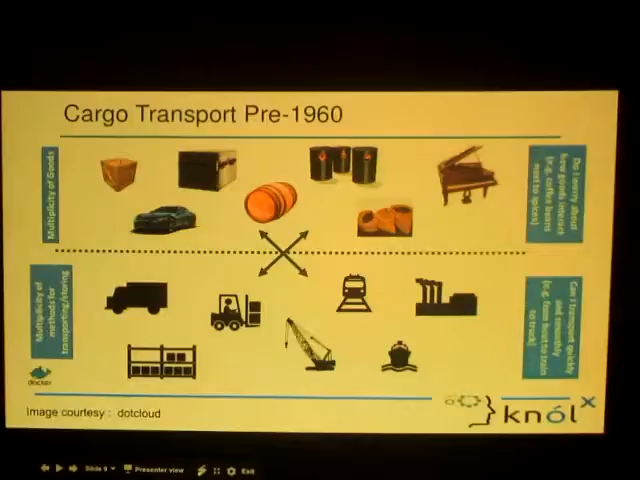 Cargo Transport Pre-1960
Multiplicity of Goods
Do I worry about
how goods interact
(e.g. coffee beans
next to spices)
Multiplicity of
methods for
transporting/storing
Can I transport quickly
and smoothly
(e.g. from boat to train
to truck)
docker
Image courtesy : dotcloud
knólx
Slide 9
Presenter view
Exit